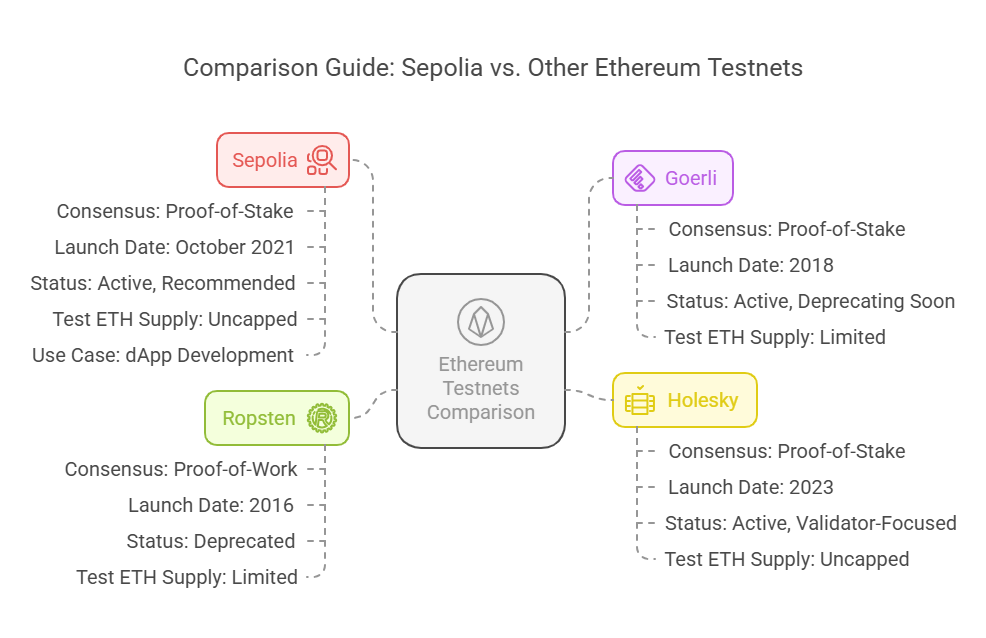 Comparison Guide: Sepolia vs. Other Ethereum Testnets
Sepolia
Consensus: Proof-of-Stake
Launch Date: October 2021
Status: Active, Recommended
Test ETH Supply: Uncapped
Use Case: dApp Development
Ropsten
Consensus: Proof-of-Work
Launch Date: 2016
Status: Deprecated
Test ETH Supply: Limited
Ethereum
Testnets
Comparison
Goerli
Consensus: Proof-of-Stake
Launch Date: 2018
Status: Active, Deprecating Soon
Test ETH Supply: Limited
Holesky
Consensus: Proof-of-Stake
Launch Date: 2023
Status: Active, Validator-Focused
Test ETH Supply: Uncapped